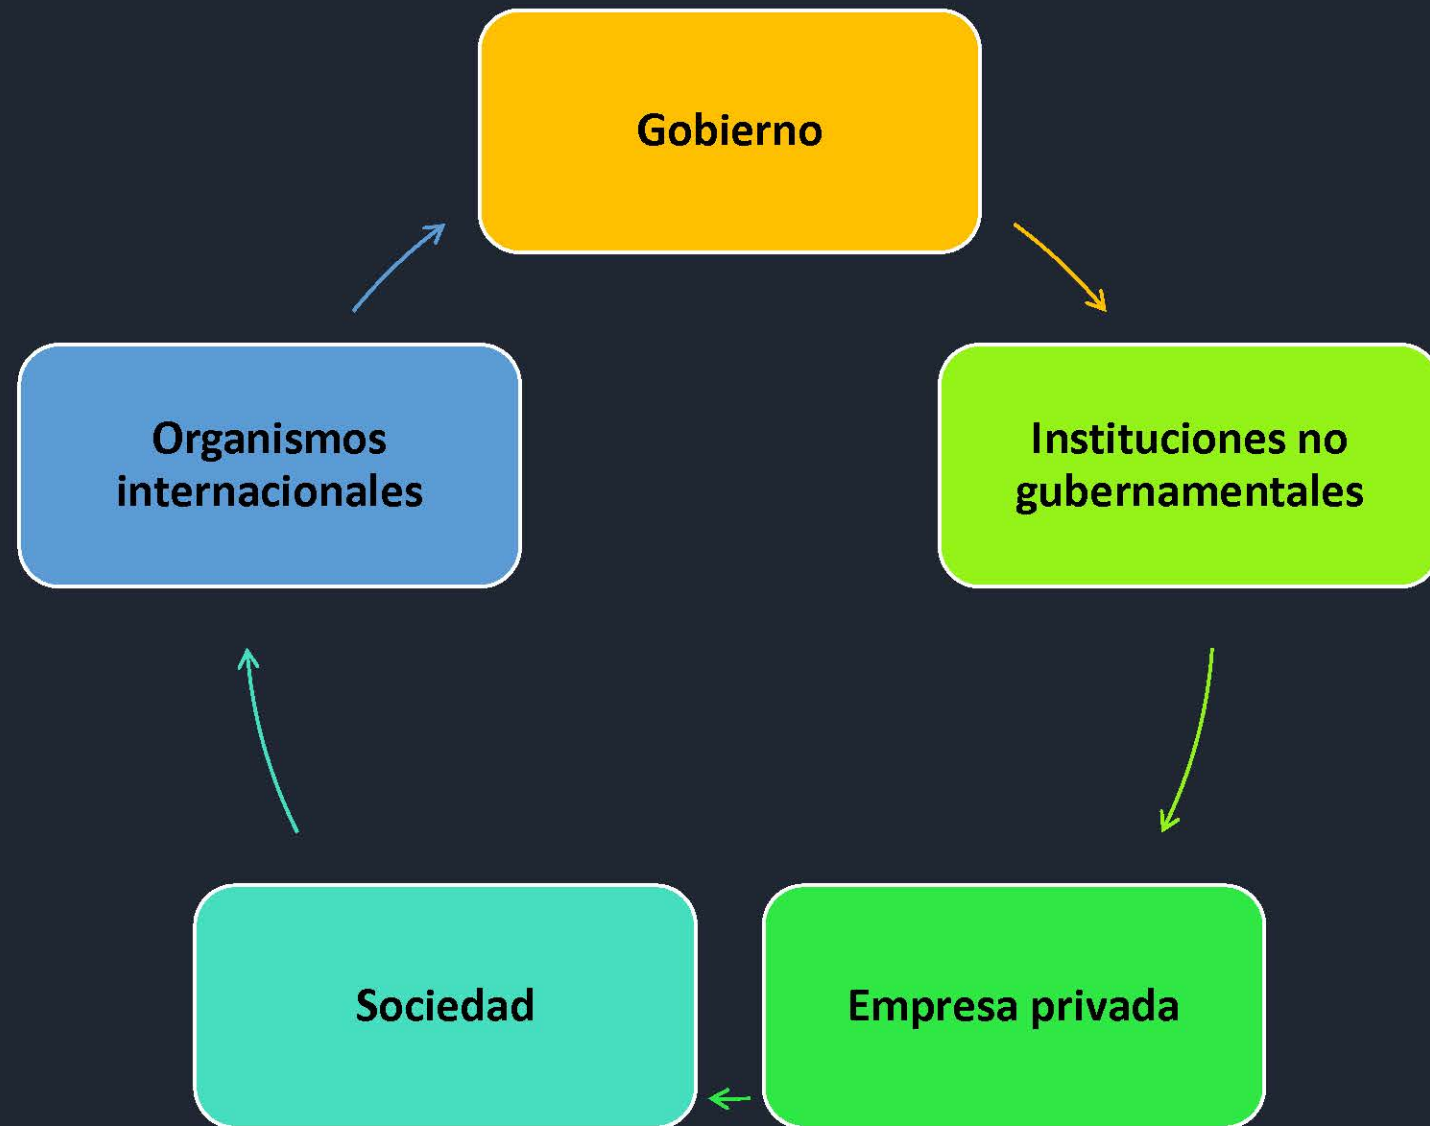 Gobierno
Organismos
internacionales
Instituciones no
gubernamentales
Sociedad
Empresa privada